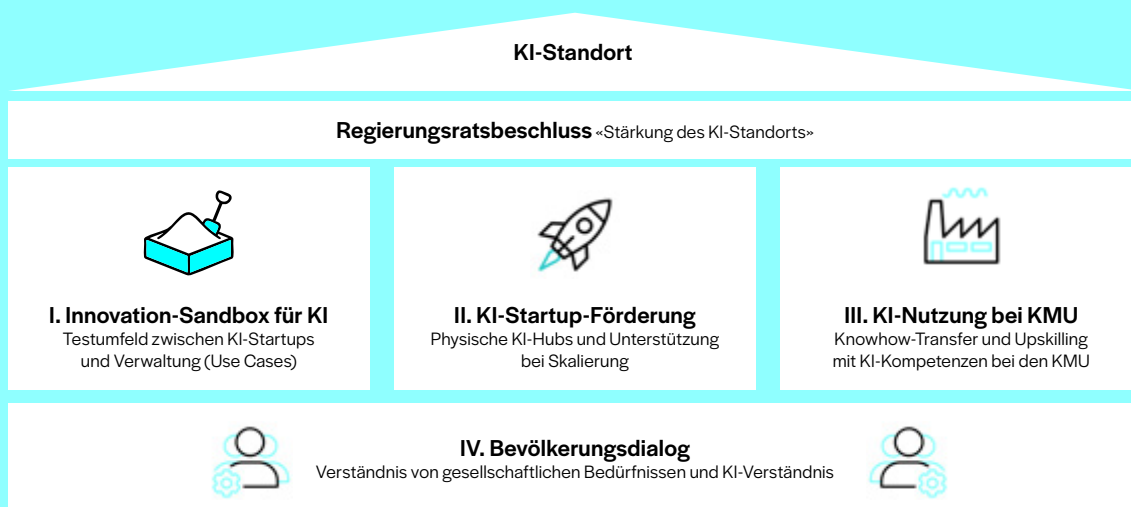 KI-Standort
Regierungsratsbeschluss «Stärkung des KI-Standorts»
I. Innovation-Sandbox für KI
Testumfeld zwischen KI-Startups
und Verwaltung (Use Cases)
II. KI-Startup-Förderung
Physische KI-Hubs und Unterstützung
bei Skalierung
III. KI-Nutzung bei KMU
Knowhow-Transfer und Upskilling
mit KI-Kompetenzen bei den KMU
IV. Bevölkerungsdialog
Verständnis von gesellschaftlichen Bedürfnissen und KI-Verständnis